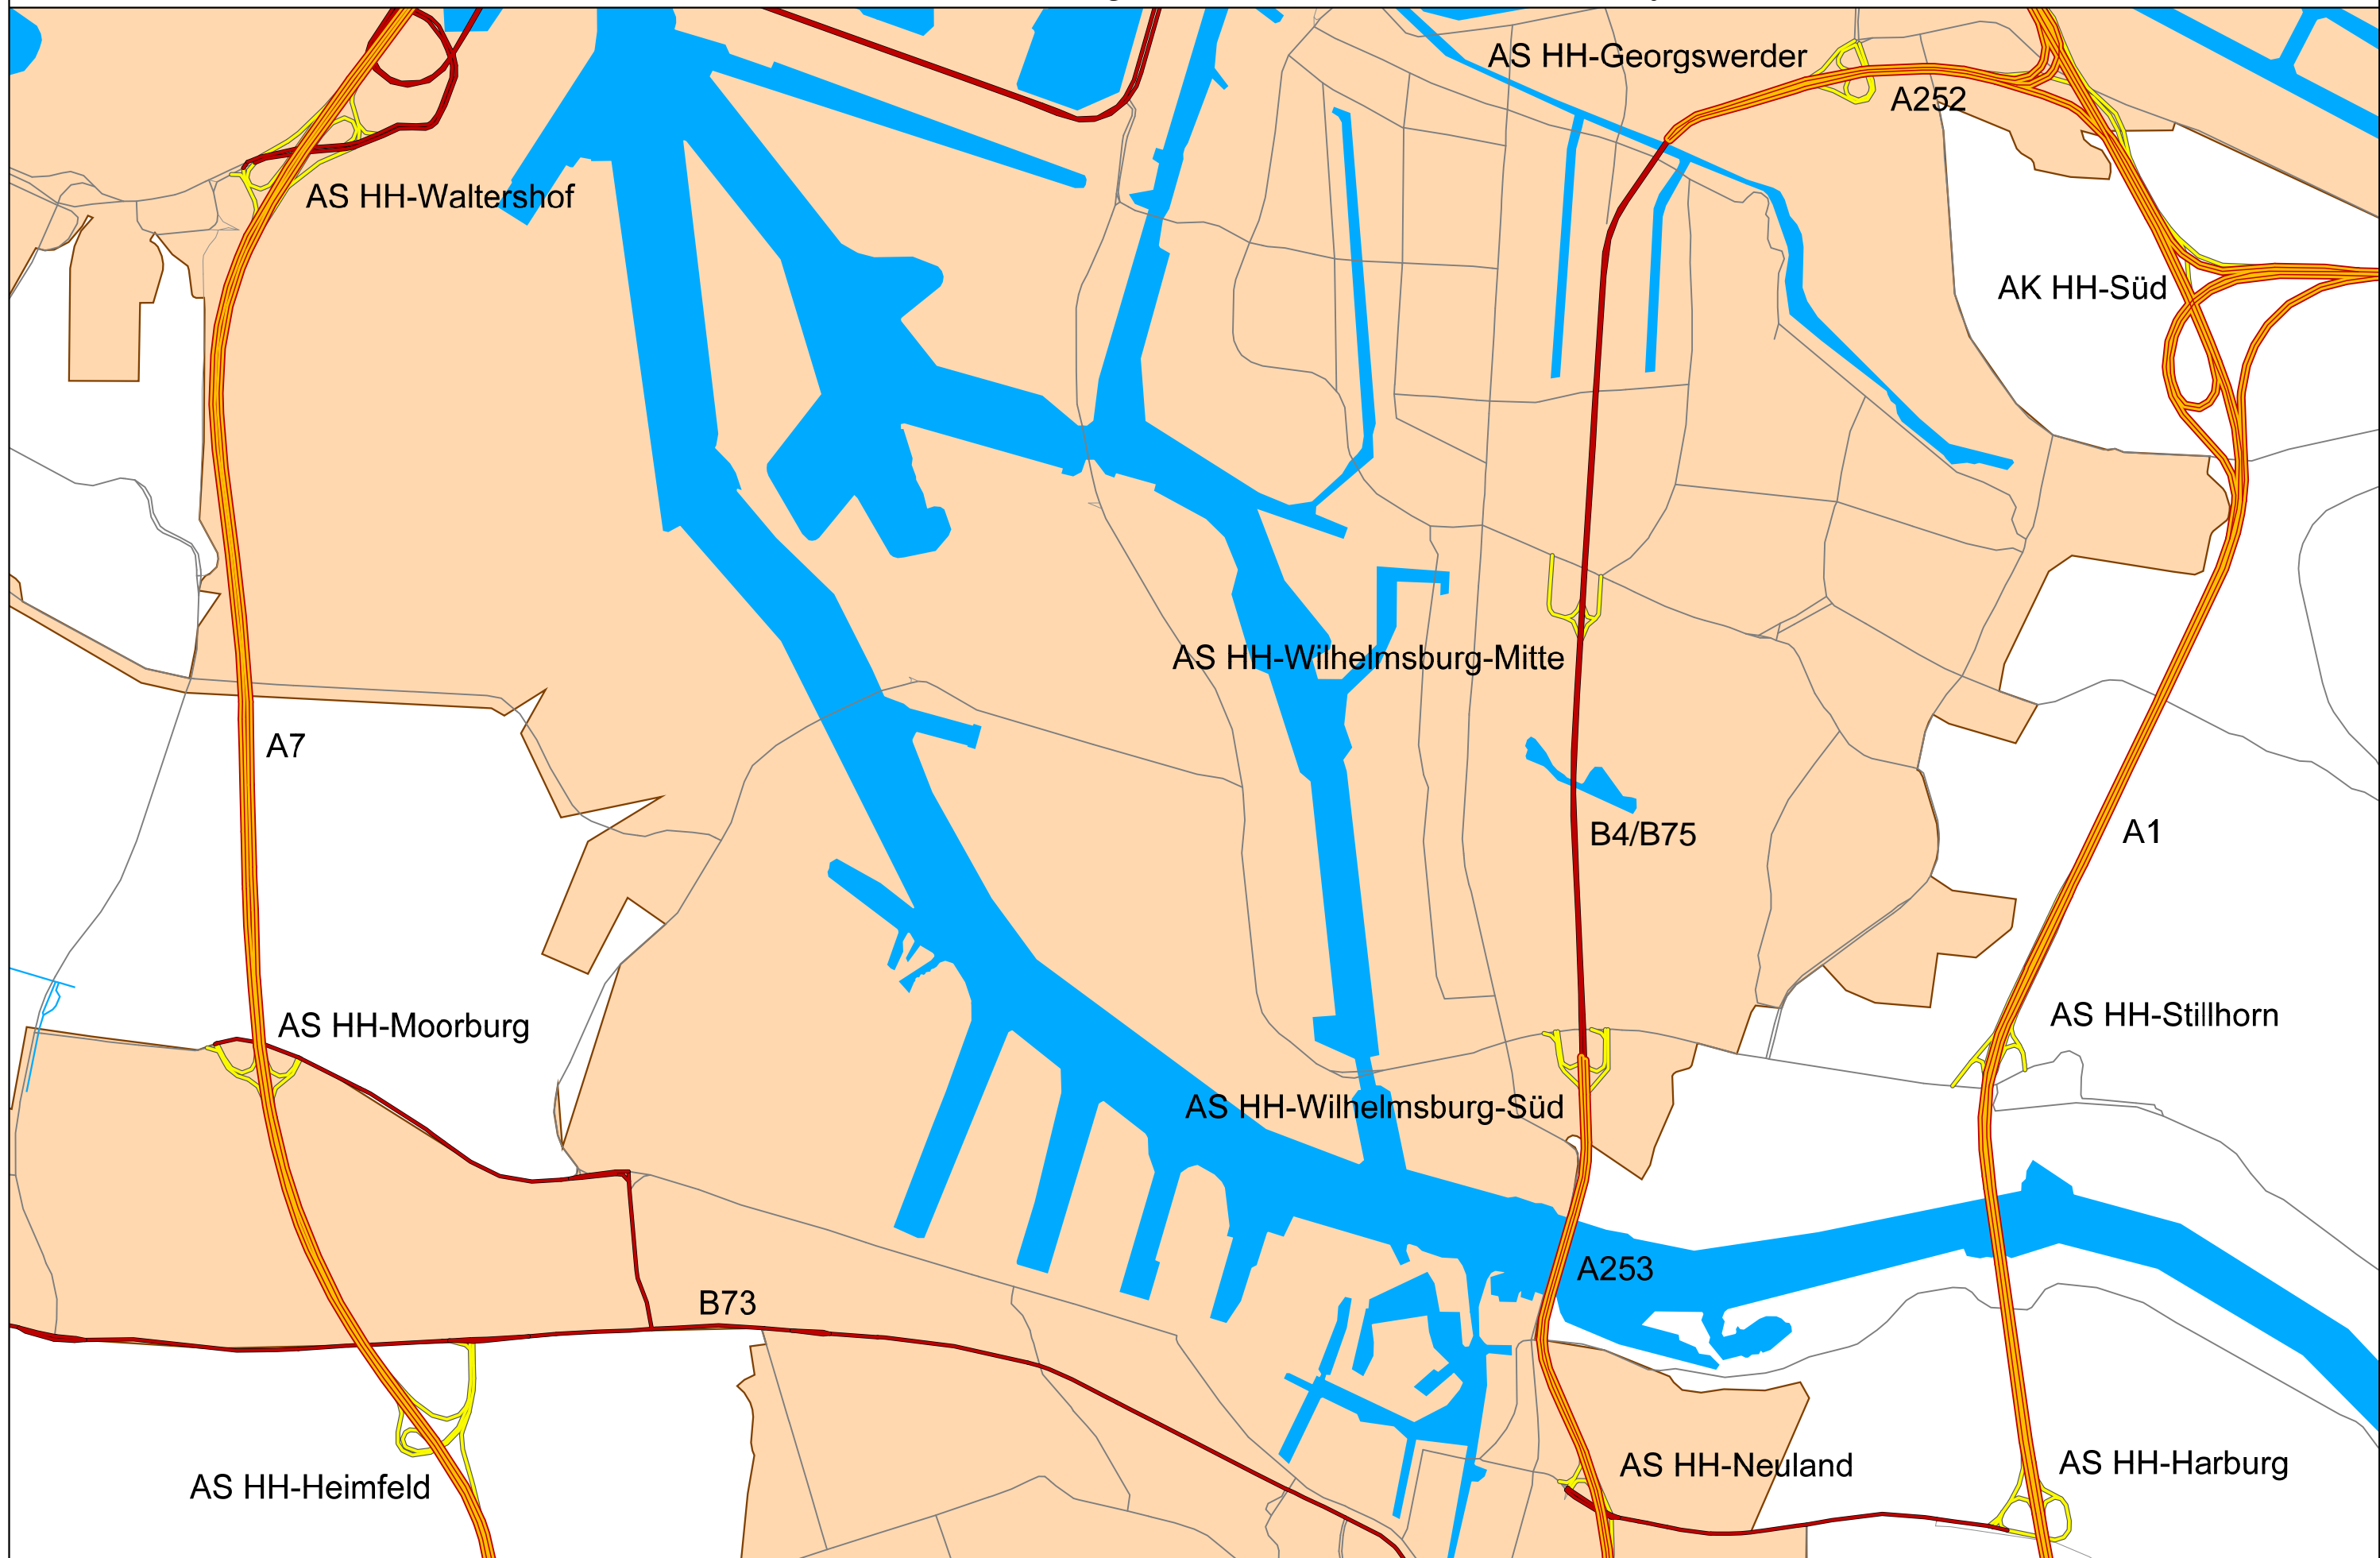 AS HH-Georgswerder
A252
AS HH-Waltershof
AK HH-Süd
AS HH-Wilhelmsburg-Mitte
A7
B4/B75
A1
AS HH-Moorburg
AS HH-Stillhorn
AS HH-Wilhelmsburg-Süd
A253
B73
AS HH-Neuland
AS HH-Harburg
AS HH-Heimfeld